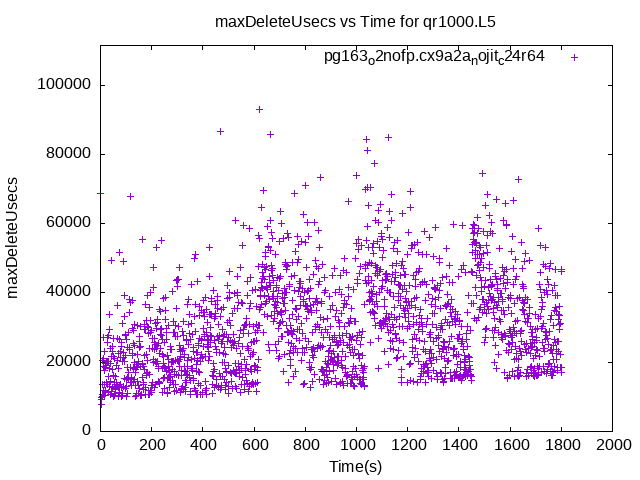 maxDeleteUsecs vs Time for qr1000.L5
pg163o2nofp.cx9a2anojitc24r64
maxDeleteUsecs
100000
80000
60000
40000
20000
0
0 200 400 600 800 1000 1200 1400 1600 1800 2000
Time(s)